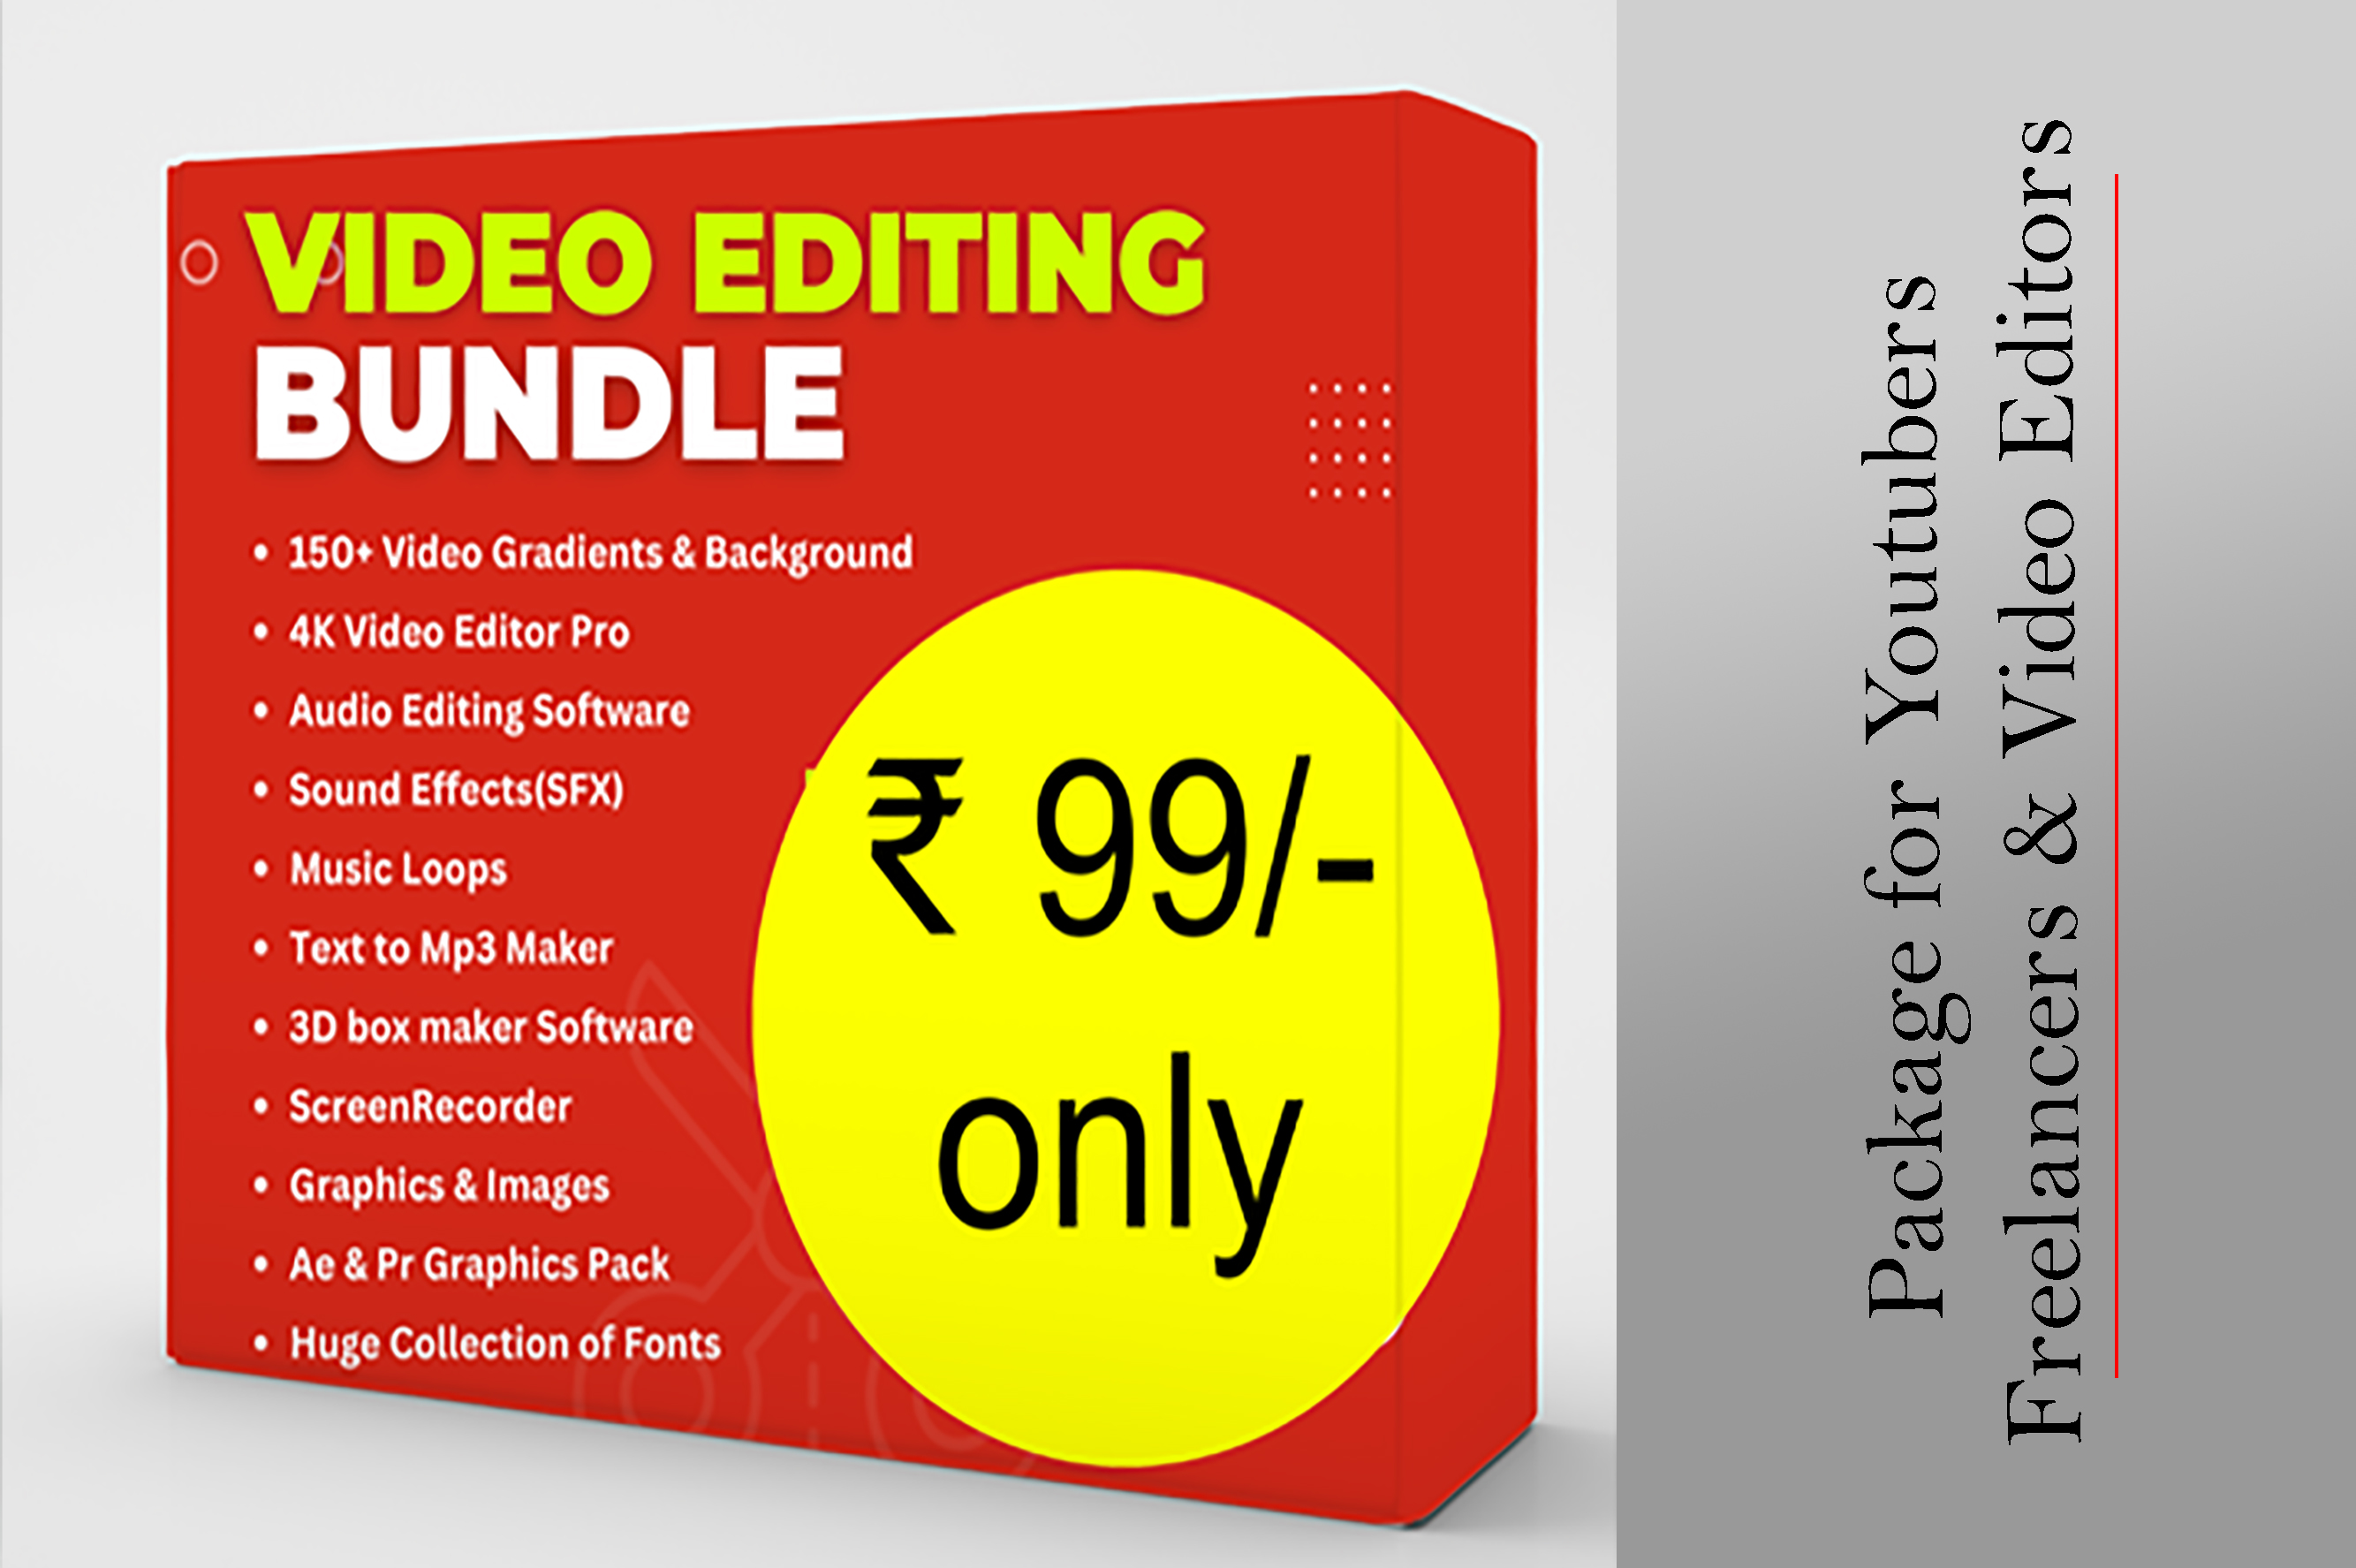 VIDEO EDITING
BUNDLE
• 150+ Video Gradients & Background
• 4K Video Editor Pro
• Audio Editing Software
• Sound Effects(SFX)
• Music Loops
• Text to Mp3 Maker
• 3D box maker Software
• ScreenRecorder
• Graphics & Images
• Ae & Pr Graphics Pack
• Huge Collection of Fonts
₹ 99/-
only
Package for Youtubers
Freelancers & Video Editors